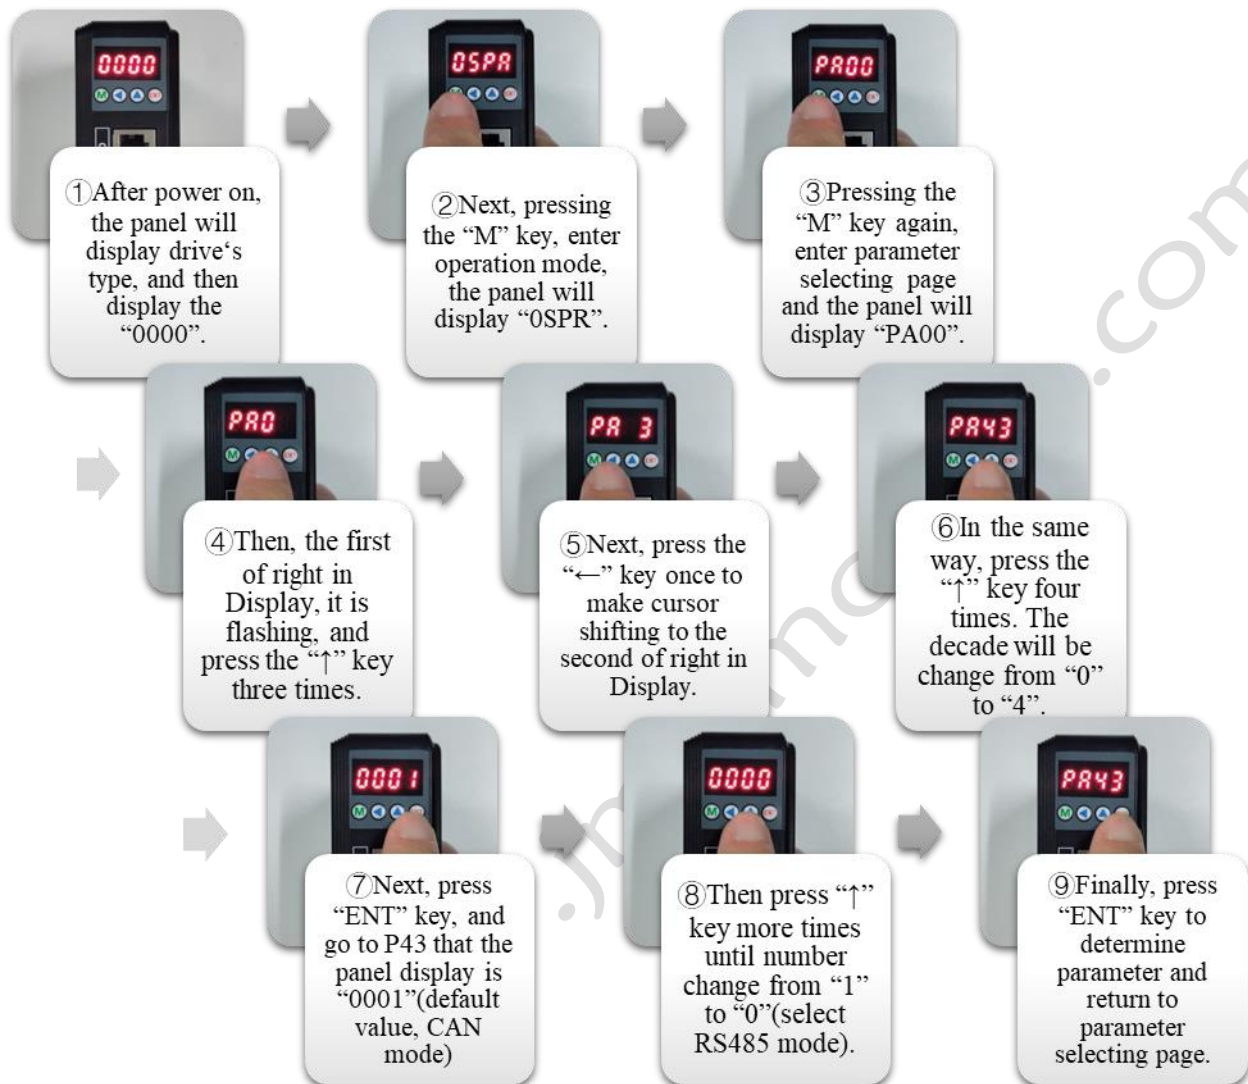 0000
0SPA
PA00
①After power on,
the panel will
display drive‘s
type, and then
display the
“0000”.
②Next, pressing
the “M” key, enter
operation mode,
the panel will
display “0SPR”.
③Pressing the
“M” key again,
enter parameter
selecting page
and the panel will
display “PA00”.
PA0
PA 3
PA43
④Then, the first
of right in
Display, it is
flashing, and
press the “↑” key
three times.
⑤Next, press the
“←” key once to
make cursor
shifting to the
second of right in
Display.
⑥In the same
way, press the
“↑” key four
times. The
decade will be
change from “0”
to “4”.
0001
0000
PA43
⑦Next, press
“ENT” key, and
go to P43 that the
panel display is
“0001”(default
value, CAN
mode)
⑧Then press “↑”
key more times
until number
change from “1”
to “0”(select
RS485 mode).
⑨Finally, press
“ENT” key to
determine
parameter and
return to
parameter
selecting page.